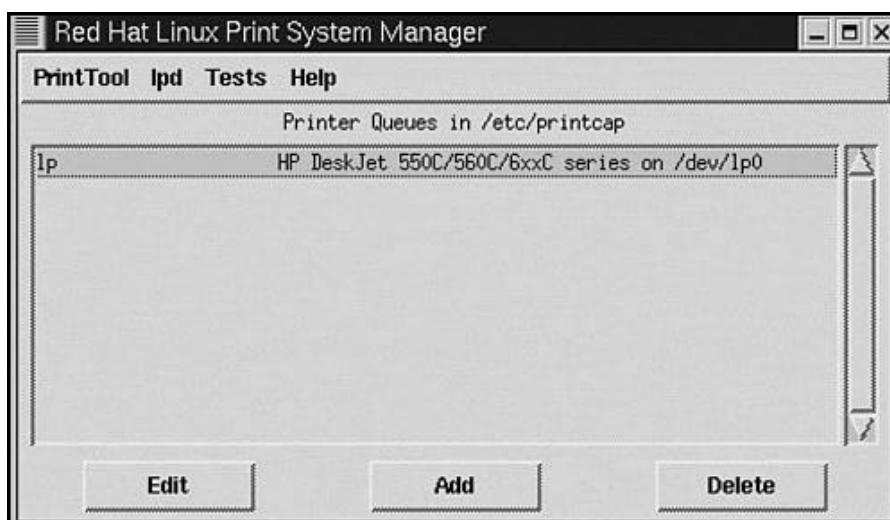 Red Hat Linux Print System Manager
PrintTool lpd Tests Help
Printer Queues in /etc/printcap
lp HP DeskJet 550C/560C/6xxC series on /dev/lp0
Edit Add Delete